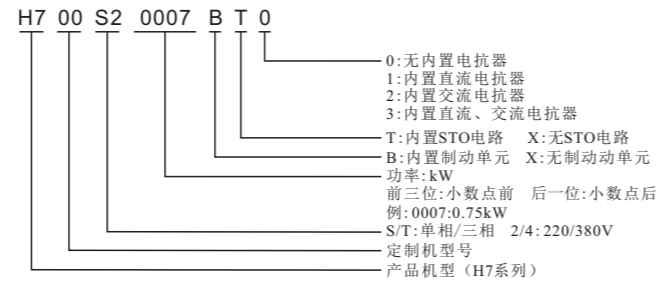 H7 00 S2 0007 B T 0
0:无内置电抗器
1:内置直流电抗器
2:内置交流电抗器
3:内置直流、交流电抗器
T:内置STO电路 X:无STO电路
B:内置制动单元 X:无制动动单元
功率:kW
前三位:小数点前 后一位:小数点后
例:0007:0.75kW
S/T:单相/三相 2/4:220/380V
定制机型号
产品机型（H7系列）